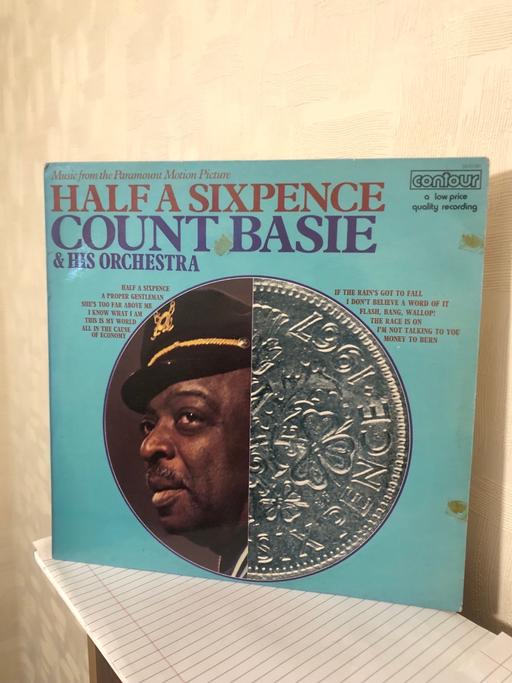 Music from the Paramount Motion Picture
HALF A SIXPENCE
COUNT BASIE
& HIS ORCHESTRA
contour
a low price
quality recording
HALF A SIXPENCE
A PROPER GENTLEMAN
SHE'S TOO FAR ABOVE ME
I KNOW WHAT I AM
THIS IS MY WORLD
ALL IN THE CAUSE
OF ECONOMY
IF THE RAIN'S GOT TO FALL
I DON'T BELIEVE A WORD OF IT
FLASH, BANG, WALLOP!
THE RACE IS ON
I'M NOT TALKING TO YOU
MONEY TO BURN
1967
SIXPENCE